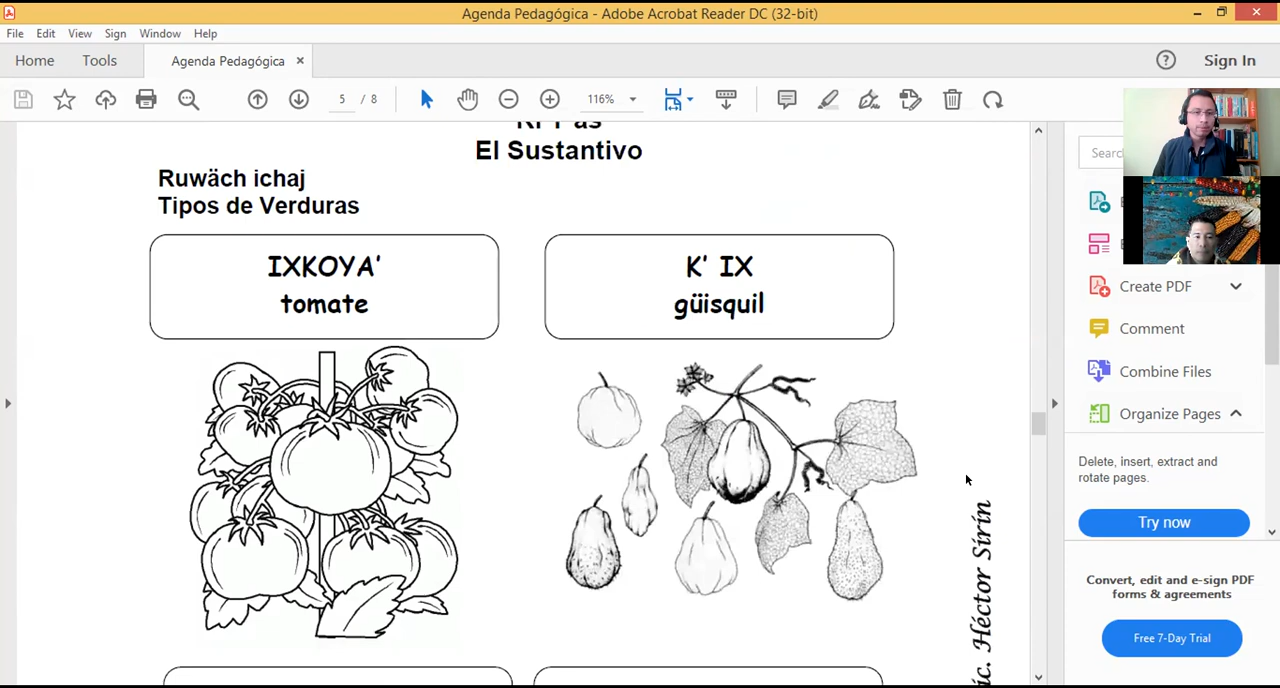 Agenda Pedagógica - Adobe Acrobat Reader DC (32-bit)
File Edit View Sign Window Help
Home Tools Agenda Pedagógica × Sign In
5 / 8 116%
El Sustantivo
Ruwäch ichaj
Tipos de Verduras
IXKOYA'
tomate
K' IX
güisquil
Héctor Sírín
Create PDF
Comment
Combine Files
Organize Pages
Delete, insert, extract and
rotate pages.
Try now
Convert, edit and e-sign PDF
forms & agreements
Free 7-Day Trial